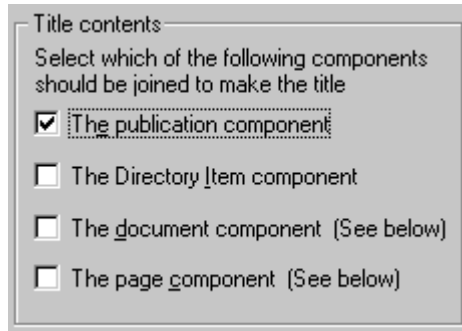 Title contents
Select which of the following components
should be joined to make the title
The publication component
The Directory Item component
The document component (See below)
The page component (See below)